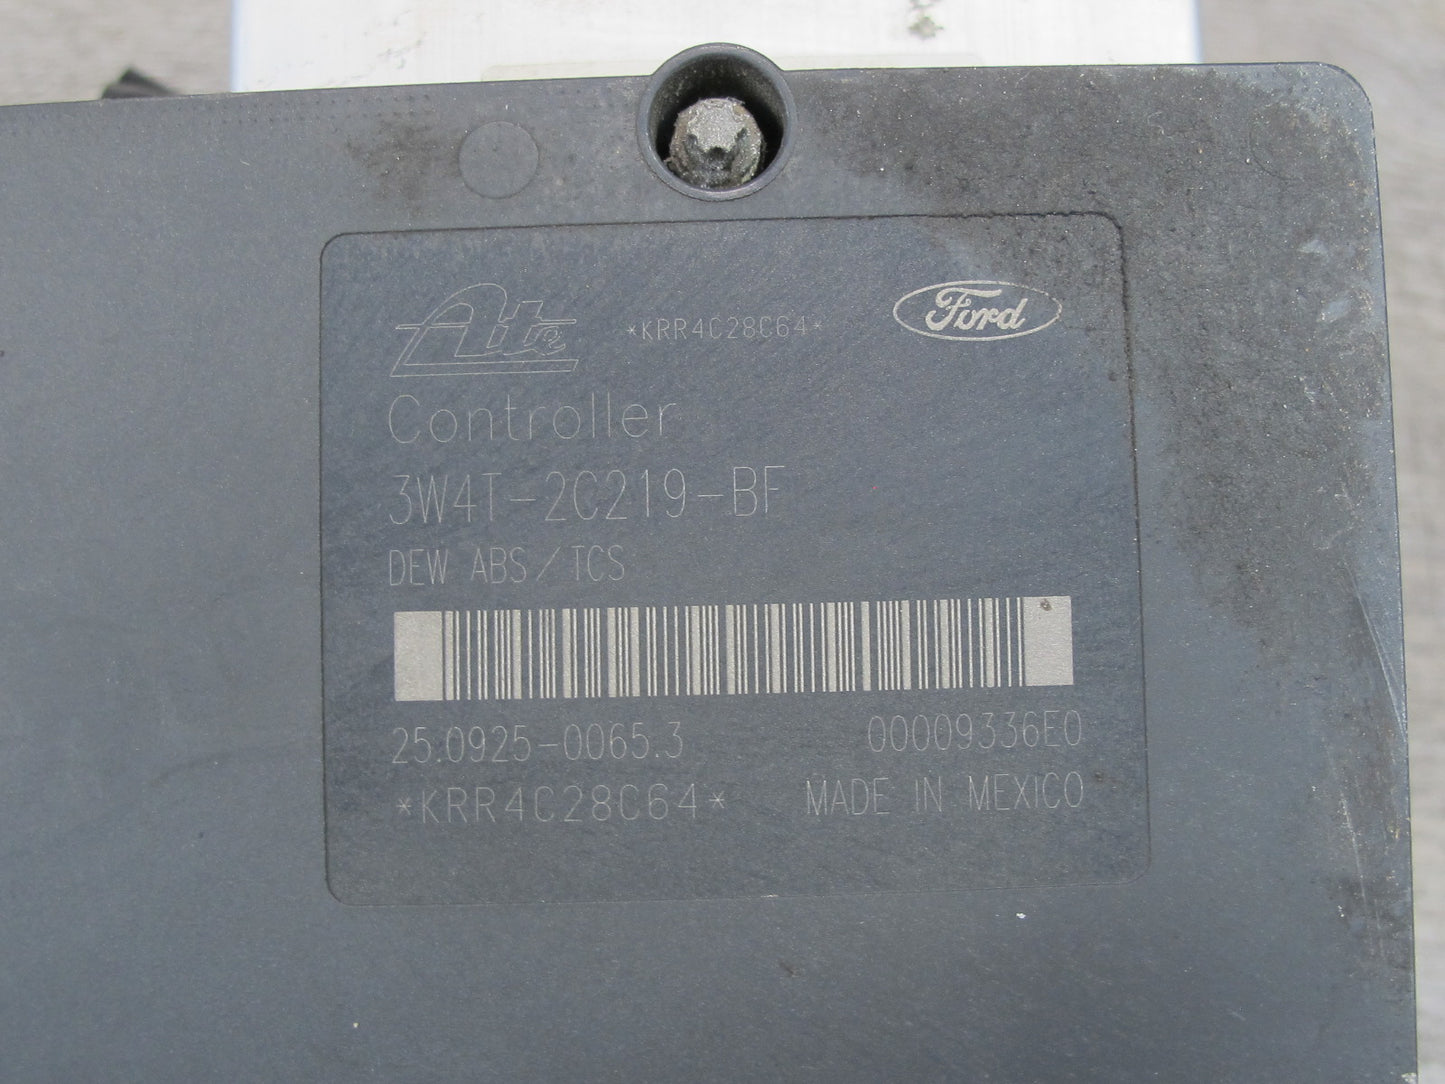 Ate *KRR4C28C64* Ford
Controller
3W4T-2C219-BF
DEW ABS/TCS
25.0925-0065.3 00009336E0
*KRR4C28C64* MADE IN MEXICO